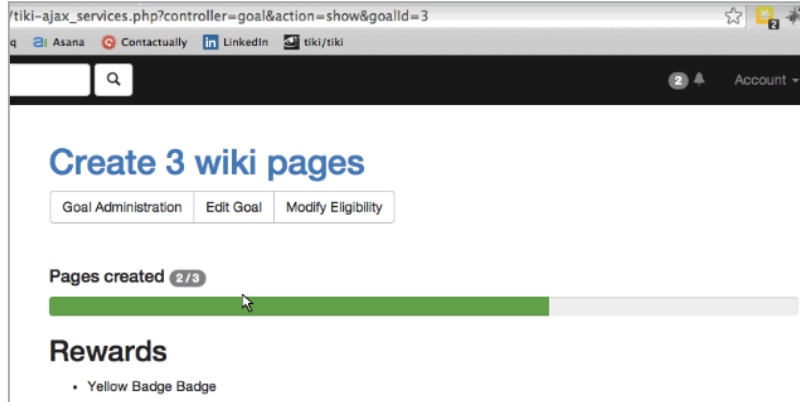 /tiki-ajax_services.php?controller=goal&action=show&goalId=3
2
q Asana Contactually in LinkedIn tiki/tiki
2 Account
Create 3 wiki pages
Goal Administration Edit Goal Modify Eligibility
Pages created 2/3
Rewards
• Yellow Badge Badge